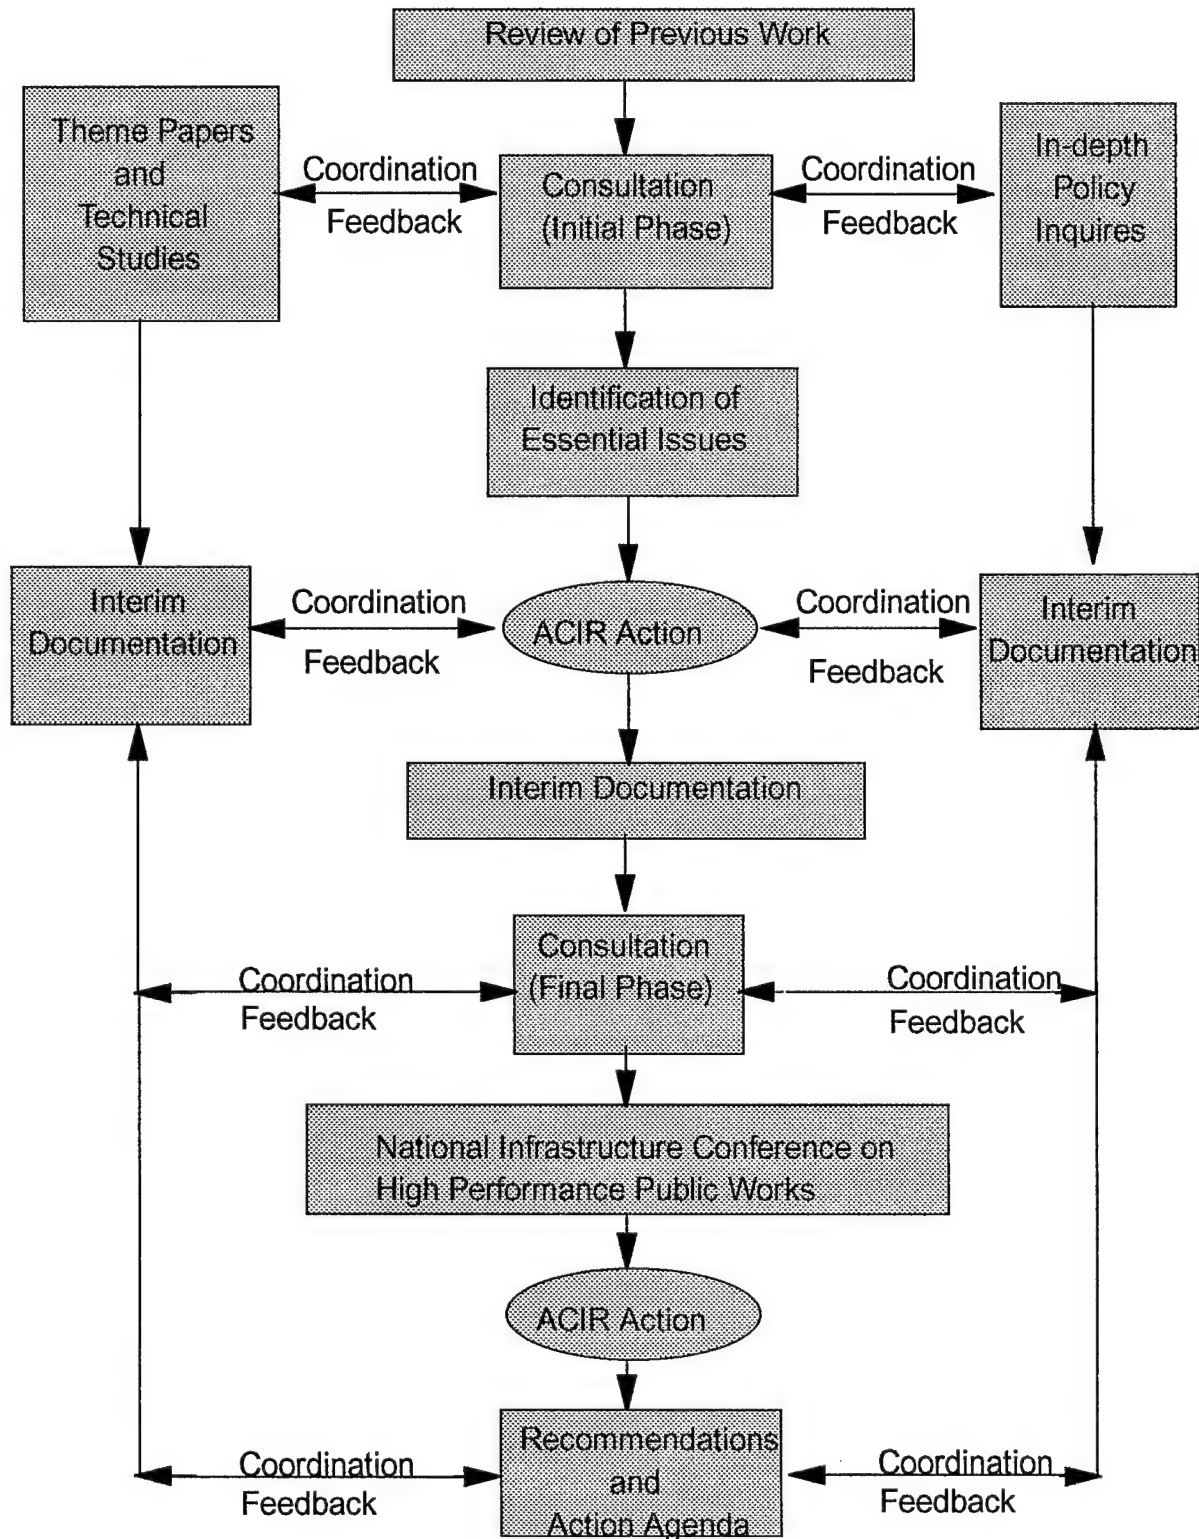 Review of Previous Work
Theme Papers
and
Technical
Studies
Coordination
Feedback
Consultation
(Initial Phase)
Coordination
Feedback
In-depth
Policy
Inquires
Identification of
Essential Issues
Interim
Documentation
Coordination
Feedback
ACIR Action
Coordination
Feedback
Interim
Documentation
Interim Documentation
Coordination
Feedback
Consultation
(Final Phase)
Coordination
Feedback
National Infrastructure Conference on
High Performance Public Works
ACIR Action
Coordination
Feedback
Recommendations
and
Action Agenda
Coordination
Feedback